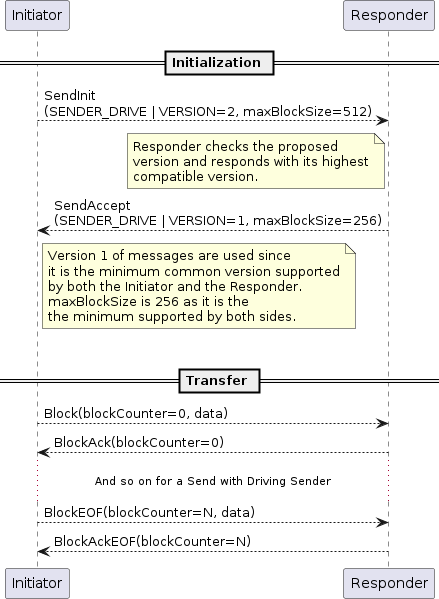 Initiator
Responder
Initialization
SendInit
(SENDER_DRIVE | VERSION=2, maxBlockSize=512)
Responder checks the proposed
version and responds with its highest
compatible version.
SendAccept
(SENDER_DRIVE | VERSION=1, maxBlockSize=256)
Version 1 of messages are used since
it is the minimum common version supported
by both the Initiator and the Responder.
maxBlockSize is 256 as it is the
the minimum supported by both sides.
Transfer
Block(blockCounter=0, data)
BlockAck(blockCounter=0)
And so on for a Send with Driving Sender
BlockEOF(blockCounter=N, data)
BlockAckEOF(blockCounter=N)
Initiator
Responder